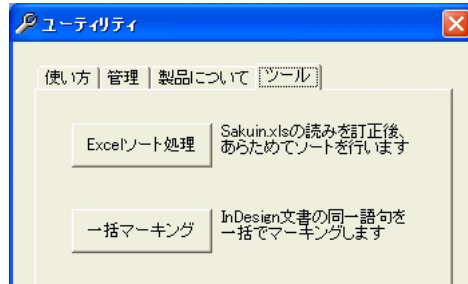 ユーティリティ
使い方 管理 製品について ツール
Excelソート処理
Sakuin.xlsの読みを訂正後、
あらためてソートを行います
一括マーキング
InDesign文書の同一語句を
一括でマーキングします